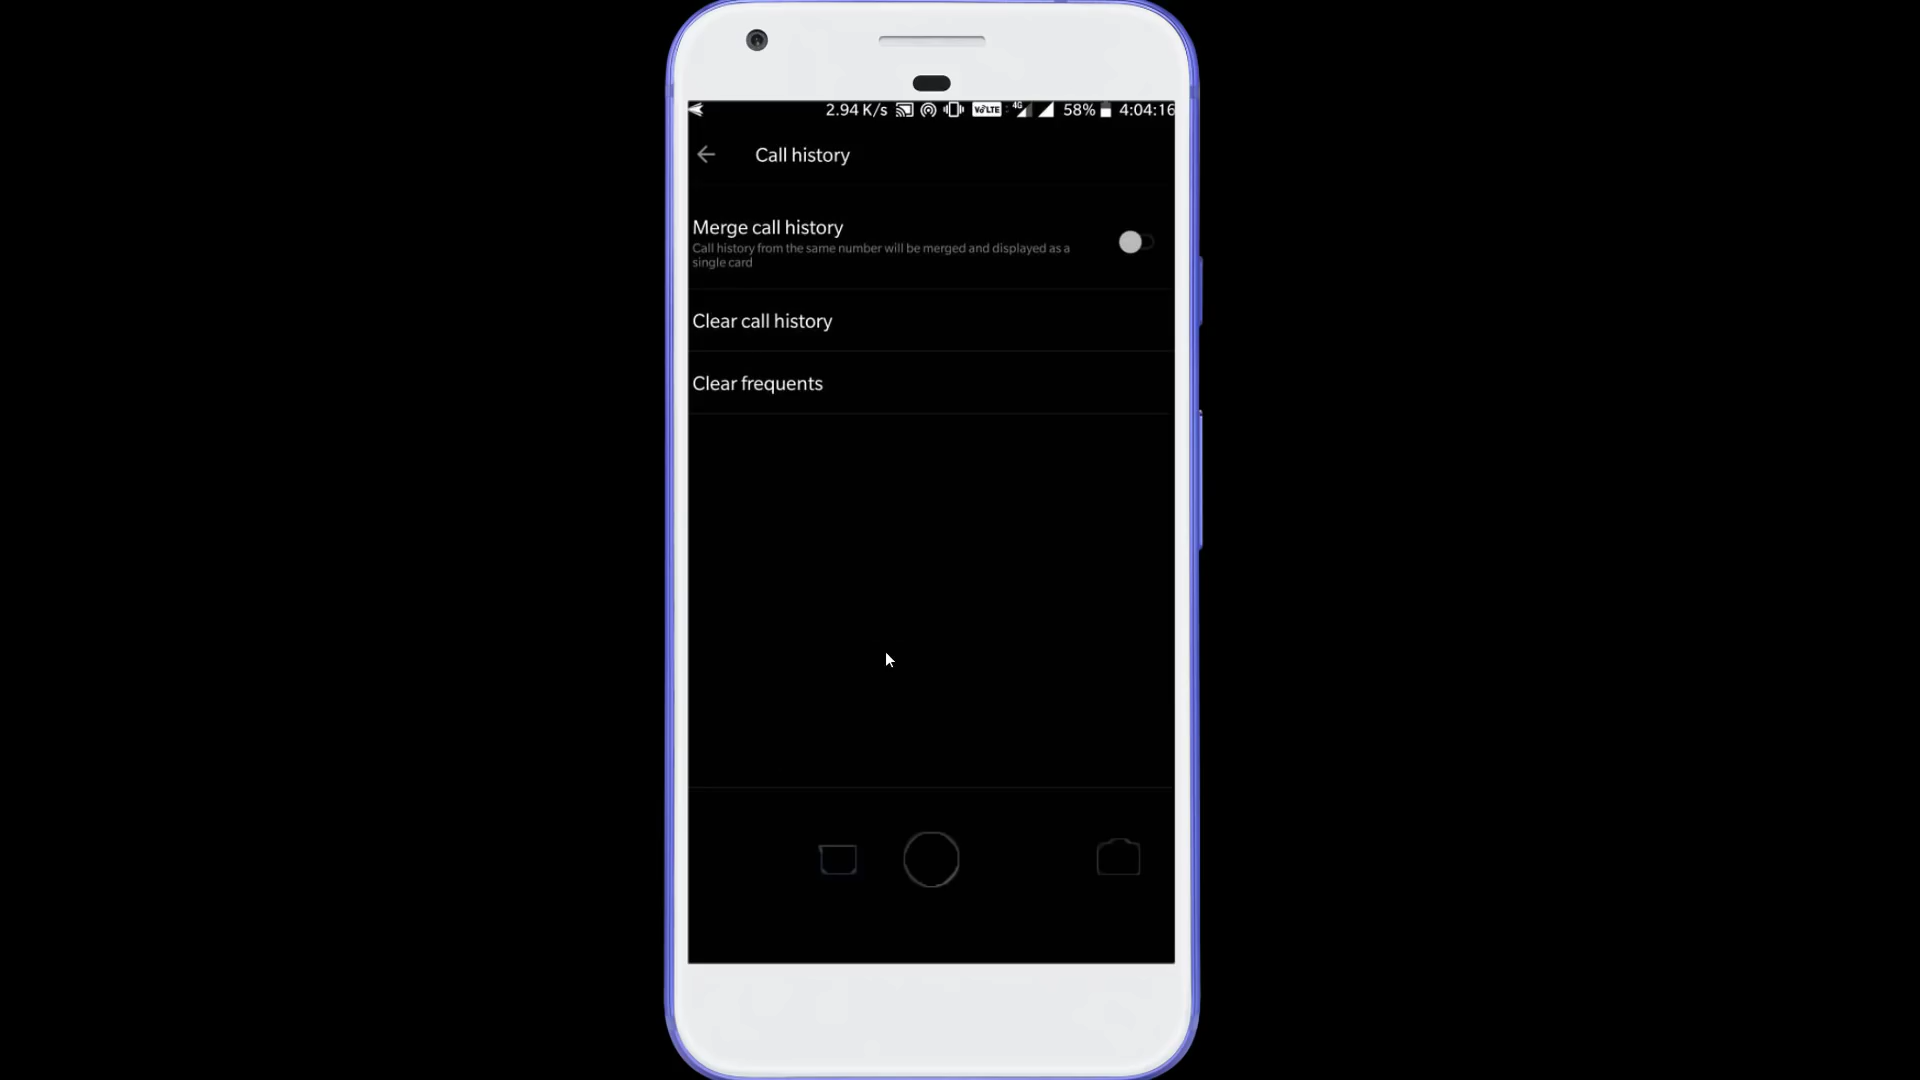 2.94 K/s VoLTE 4G 58% 4:04:16
Call history
Merge call history
Call history from the same number will be merged and displayed as a
single card
Clear call history
Clear frequents